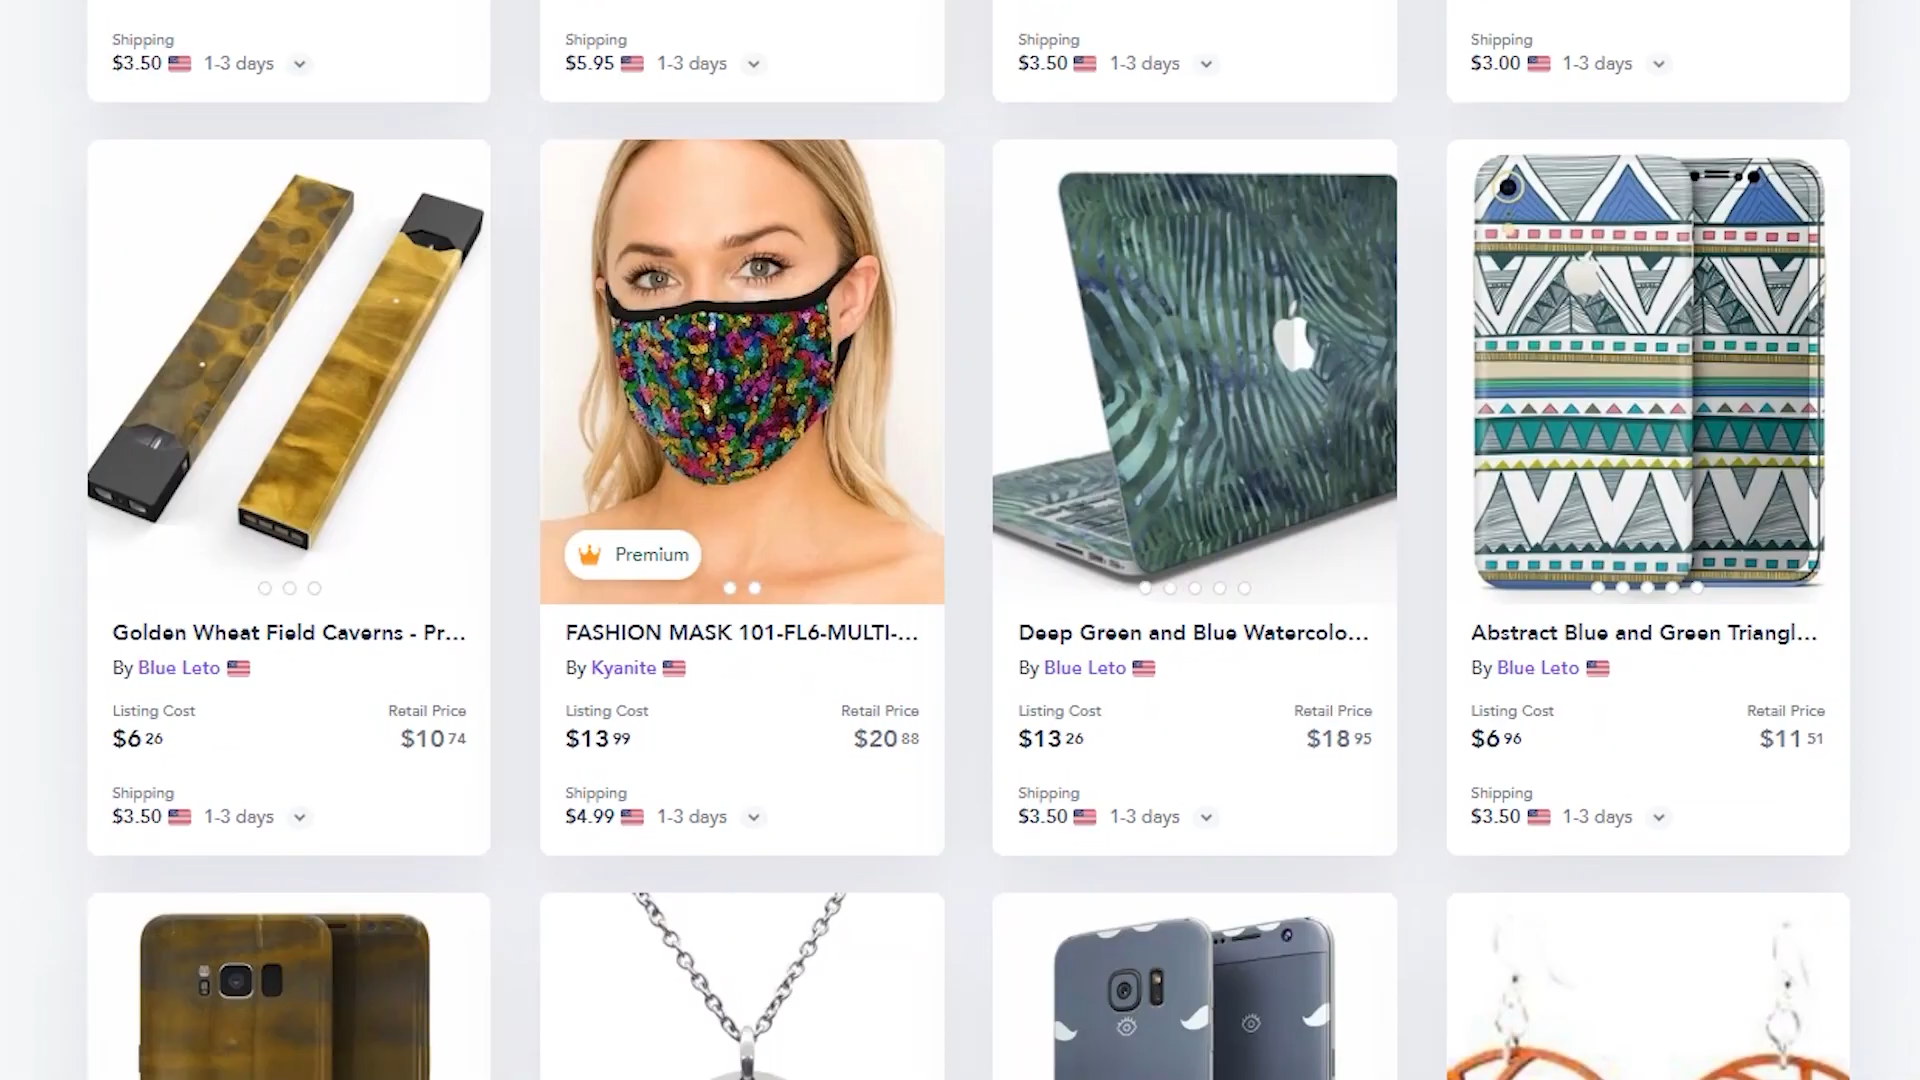 Shipping
$3.50 1-3 days
Shipping
$5.95 1-3 days
Shipping
$3.50 1-3 days
Shipping
$3.00 1-3 days
Premium
Golden Wheat Field Caverns - Pr...
By Blue Leto
Listing Cost Retail Price
$6 26 $10 74
Shipping
$3.50 1-3 days
FASHION MASK 101-FL6-MULTI-...
By Kyanite
Listing Cost Retail Price
$13 99 $20 88
Shipping
$4.99 1-3 days
Deep Green and Blue Watercolo...
By Blue Leto
Listing Cost Retail Price
$13 26 $18 95
Shipping
$3.50 1-3 days
Abstract Blue and Green Triangl...
By Blue Leto
Listing Cost Retail Price
$6 96 $11 51
Shipping
$3.50 1-3 days